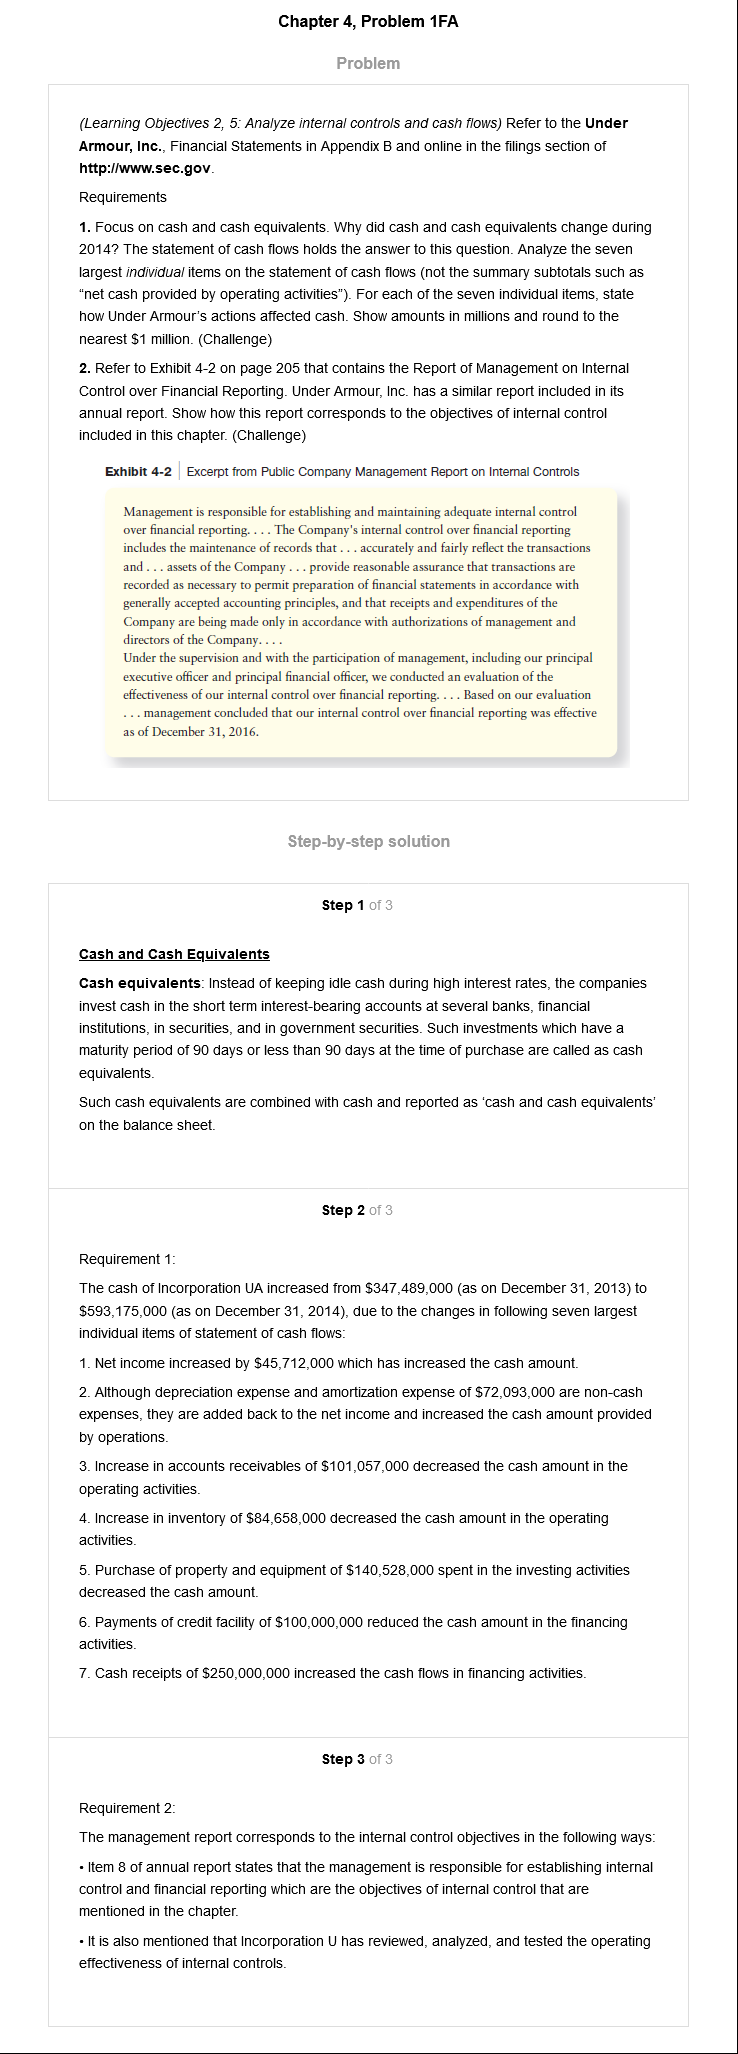 Chapter 4, Problem 1FA
Problem
(Learning Objectives 2, 5: Analyze internal controls and cash flows) Refer to the Under
Armour, Inc., Financial Statements in Appendix B and online in the filings section of
http://www.sec.gov.
Requirements
1. Focus on cash and cash equivalents. Why did cash and cash equivalents change during
2014? The statement of cash flows holds the answer to this question. Analyze the seven
largest individual items on the statement of cash flows (not the summary subtotals such as
“net cash provided by operating activities”). For each of the seven individual items, state
how Under Armour’s actions affected cash. Show amounts in millions and round to the
nearest $1 million. (Challenge)
2. Refer to Exhibit 4-2 on page 205 that contains the Report of Management on Internal
Control over Financial Reporting. Under Armour, Inc. has a similar report included in its
annual report. Show how this report corresponds to the objectives of internal control
included in this chapter. (Challenge)
Exhibit 4-2 | Excerpt from Public Company Management Report on Internal Controls
Management is responsible for establishing and maintaining adequate internal control
over financial reporting. . . . The Company's internal control over financial reporting
includes the maintenance of records that . . . accurately and fairly reflect the transactions
and . . . assets of the Company . . . provide reasonable assurance that transactions are
recorded as necessary to permit preparation of financial statements in accordance with
generally accepted accounting principles, and that receipts and expenditures of the
Company are being made only in accordance with authorizations of management and
directors of the Company. . . .
Under the supervision and with the participation of management, including our principal
executive officer and principal financial officer, we conducted an evaluation of the
effectiveness of our internal control over financial reporting. . . . Based on our evaluation
. . . management concluded that our internal control over financial reporting was effective
as of December 31, 2016.
Step-by-step solution
Step 1 of 3
Cash and Cash Equivalents
Cash equivalents: Instead of keeping idle cash during high interest rates, the companies
invest cash in the short term interest-bearing accounts at several banks, financial
institutions, in securities, and in government securities. Such investments which have a
maturity period of 90 days or less than 90 days at the time of purchase are called as cash
equivalents.
Such cash equivalents are combined with cash and reported as ‘cash and cash equivalents’
on the balance sheet.
Step 2 of 3
Requirement 1:
The cash of Incorporation UA increased from $347,489,000 (as on December 31, 2013) to
$593,175,000 (as on December 31, 2014), due to the changes in following seven largest
individual items of statement of cash flows:
1. Net income increased by $45,712,000 which has increased the cash amount.
2. Although depreciation expense and amortization expense of $72,093,000 are non-cash
expenses, they are added back to the net income and increased the cash amount provided
by operations.
3. Increase in accounts receivables of $101,057,000 decreased the cash amount in the
operating activities.
4. Increase in inventory of $84,658,000 decreased the cash amount in the operating
activities.
5. Purchase of property and equipment of $140,528,000 spent in the investing activities
decreased the cash amount.
6. Payments of credit facility of $100,000,000 reduced the cash amount in the financing
activities.
7. Cash receipts of $250,000,000 increased the cash flows in financing activities.
Step 3 of 3
Requirement 2:
The management report corresponds to the internal control objectives in the following ways:
• Item 8 of annual report states that the management is responsible for establishing internal
control and financial reporting which are the objectives of internal control that are
mentioned in the chapter.
• It is also mentioned that Incorporation U has reviewed, analyzed, and tested the operating
effectiveness of internal controls.